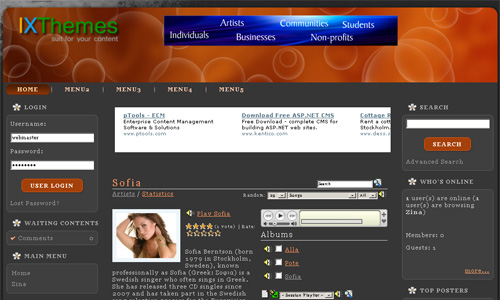 IXThemes
suit for your content
Artists
Communities
Students
Individuals
Businesses
Non-profits
HOME
MENU2
MENU3
MENU4
MENU5
LOGIN
Username:
webmaster
Password:
USER LOGIN
Lost Password?
WAITING CONTENTS
Comments 0
MAIN MENU
Home
Zina
pTools - ECM
Enterprise Content Management
Software & Solutions
www.ptools.com
Download Free ASP.NET CMS
Free Download - complete CMS for
building ASP.NET web sites.
www.kentico.com
Cottage R
Rent a cott
Stockholm.
www.dess.s
Sofia
Search
Artists / Statistics
Random:
Songs
All
Play Sofia
(1 vote)
Sofia Berntson (born
1979 in Stockholm,
Sweden), known
professionally as Sofia (Greek: Σοφία) is a
Swedish singer who often sings in Greek.
She has released three CD singles since
2007 and has taken part in the Swedish
Albums
Alla
Pote
Sofia
- Session Playlist -
SEARCH
SEARCH
Advanced Search
WHO'S ONLINE
1 user(s) are online (1
user(s) are browsing
Zina)
Members: 0
Guests: 1
more...
TOP POSTERS